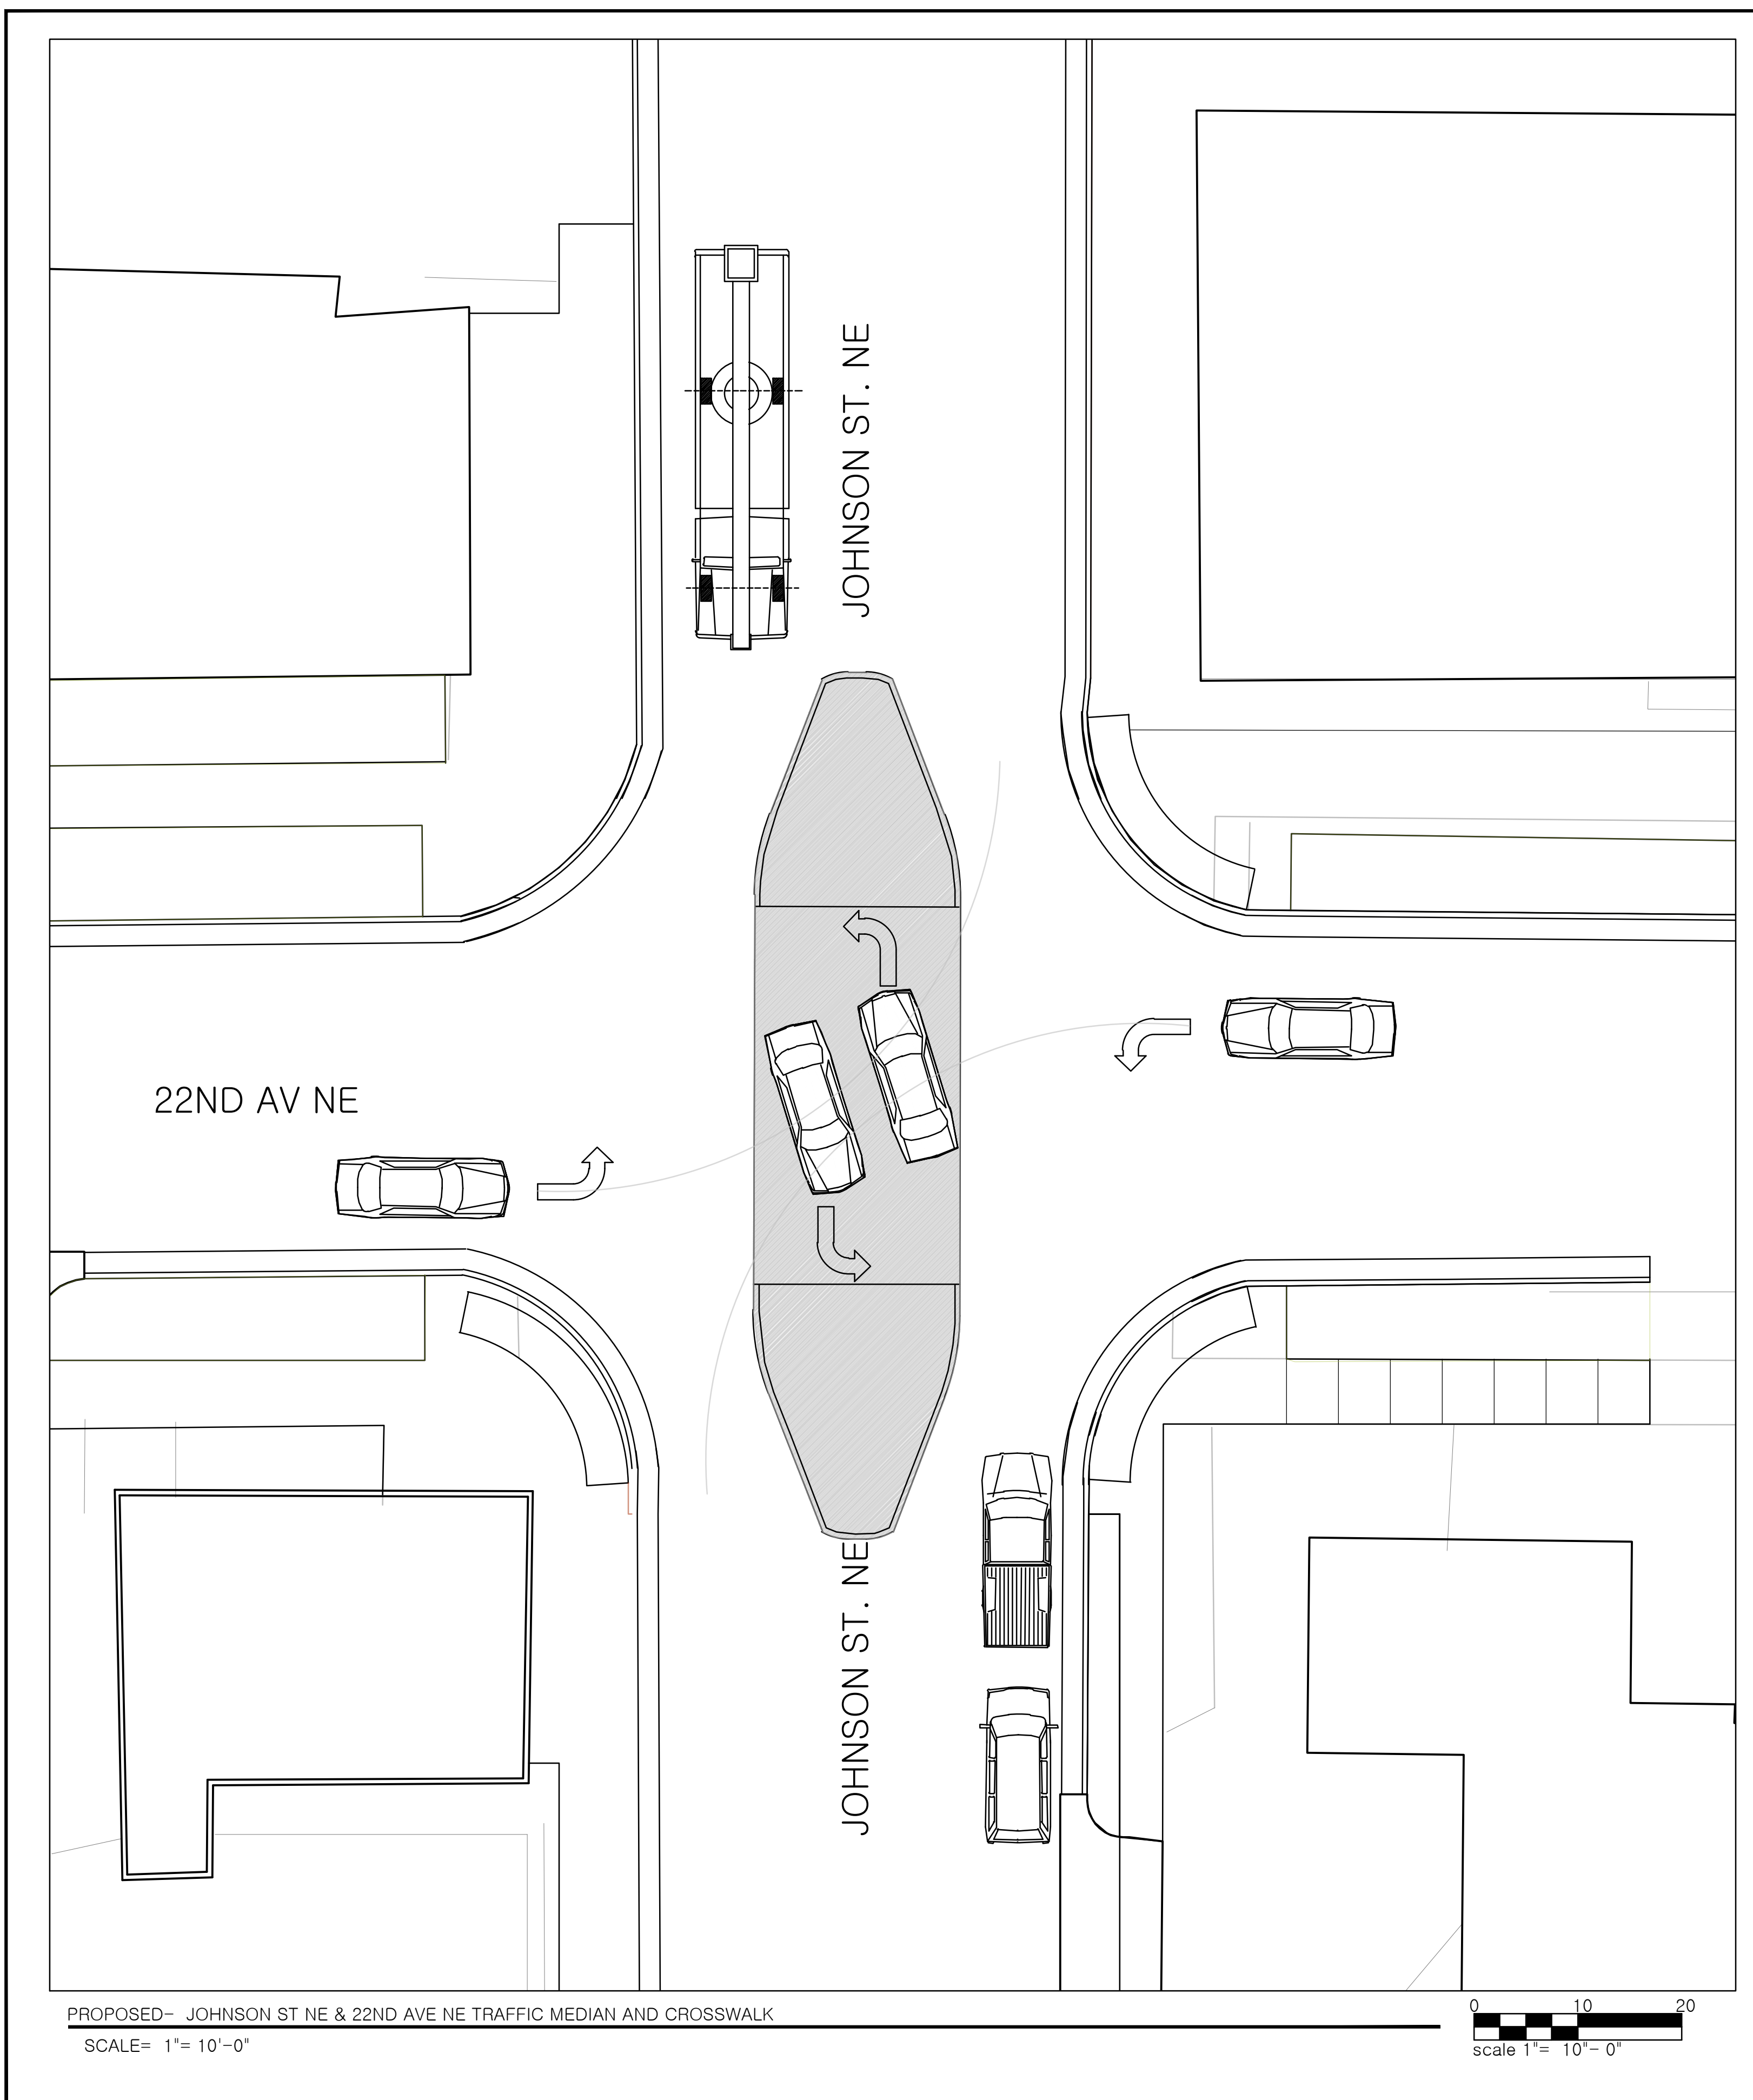 JOHNSON ST. NE
22ND AV NE
JOHNSON ST. NE
PROPOSED- JOHNSON ST NE & 22ND AVE NE TRAFFIC MEDIAN AND CROSSWALK
SCALE= 1"= 10'-0"
0 10 20
scale 1"= 10"- 0"